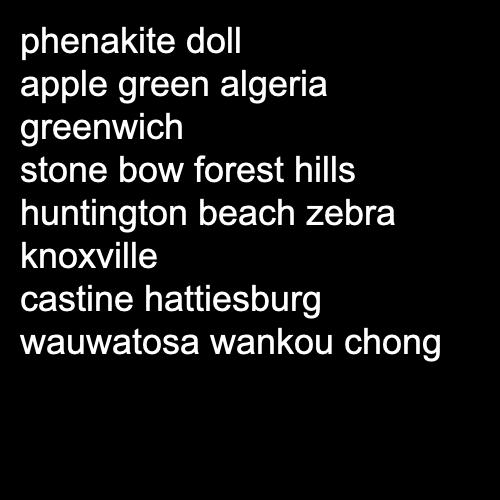 phenakite doll
apple green algeria
greenwich
stone bow forest hills
huntington beach zebra
knoxville
castine hattiesburg
wauwatosa wankou chong